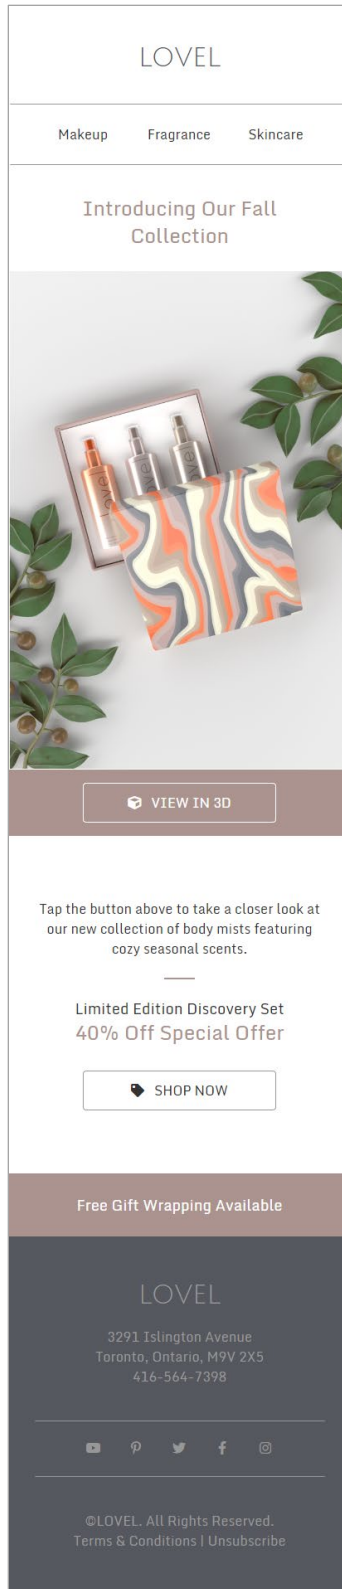 LOVEL
Makeup Fragrance Skincare
Introducing Our Fall
Collection
Lovel
Lovel
Lovel
VIEW IN 3D
Tap the button above to take a closer look at
our new collection of body mists featuring
cozy seasonal scents.
Limited Edition Discovery Set
40% Off Special Offer
SHOP NOW
Free Gift Wrapping Available
LOVEL
3291 Islington Avenue
Toronto, Ontario, M9V 2X5
416-564-7398
©LOVEL. All Rights Reserved.
Terms & Conditions | Unsubscribe